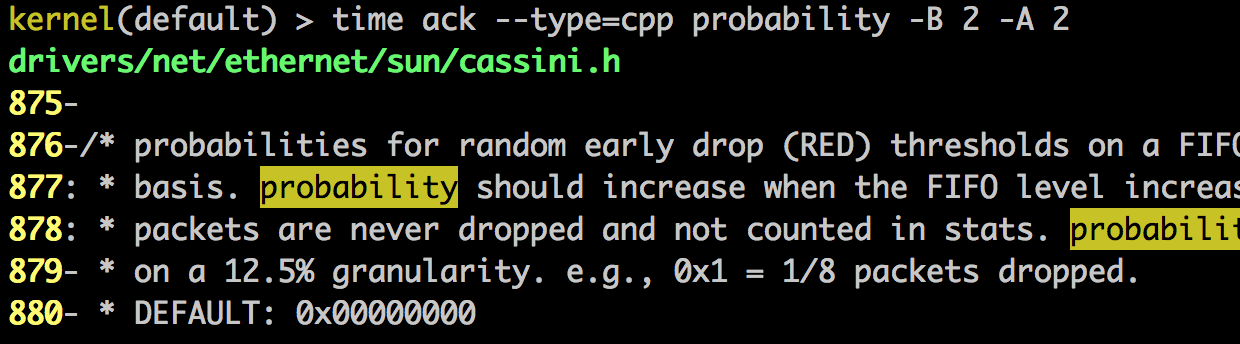 kernel(default) > time ack --type=cpp probability -B 2 -A 2
drivers/net/ethernet/sun/cassini.h
875-
876-/* probabilities for random early drop (RED) thresholds on a FIFO
877: * basis. probability should increase when the FIFO level increas
878: * packets are never dropped and not counted in stats. probabilit
879- * on a 12.5% granularity. e.g., 0x1 = 1/8 packets dropped.
880- * DEFAULT: 0x00000000